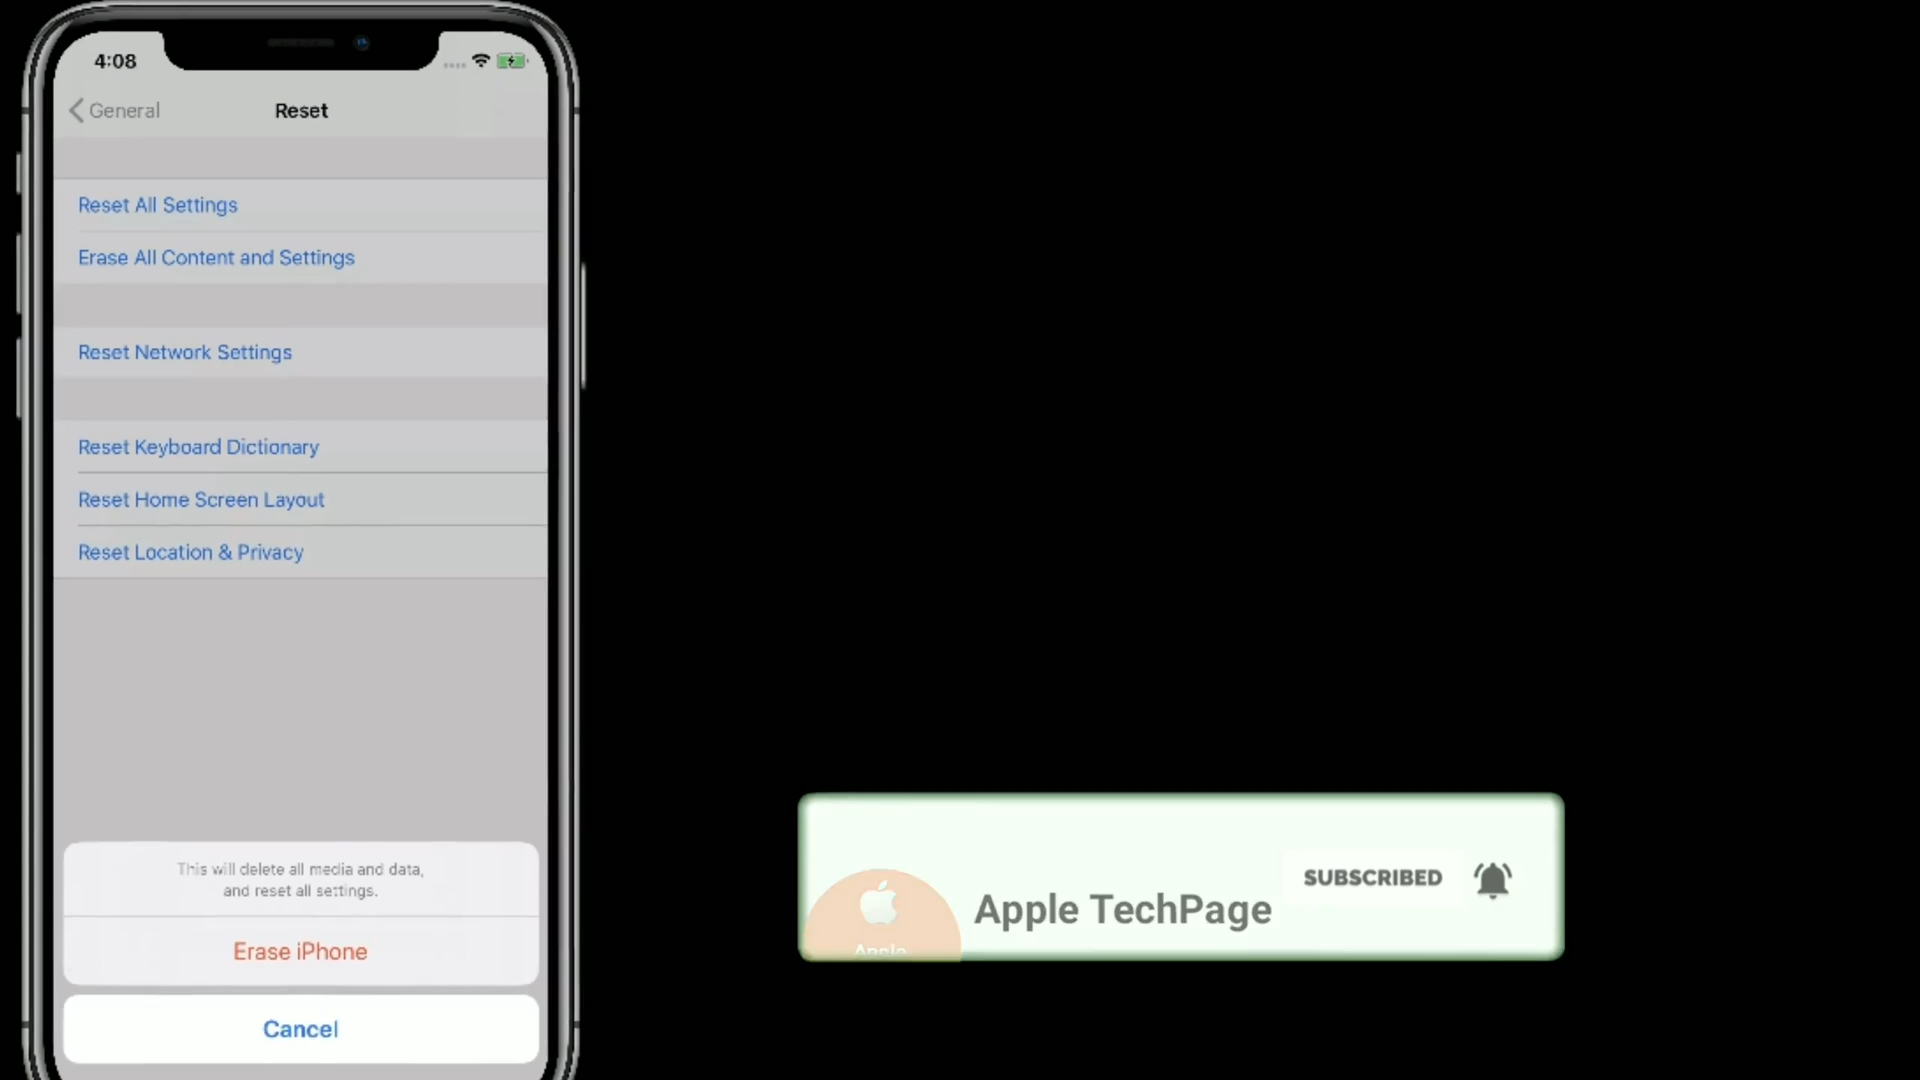 4:08
General
Reset
Reset All Settings
Erase All Content and Settings
Reset Network Settings
Reset Keyboard Dictionary
Reset Home Screen Layout
Reset Location & Privacy
This will delete all media and data,
and reset all settings.
Erase iPhone
Cancel
Apple
Apple TechPage
SUBSCRIBED